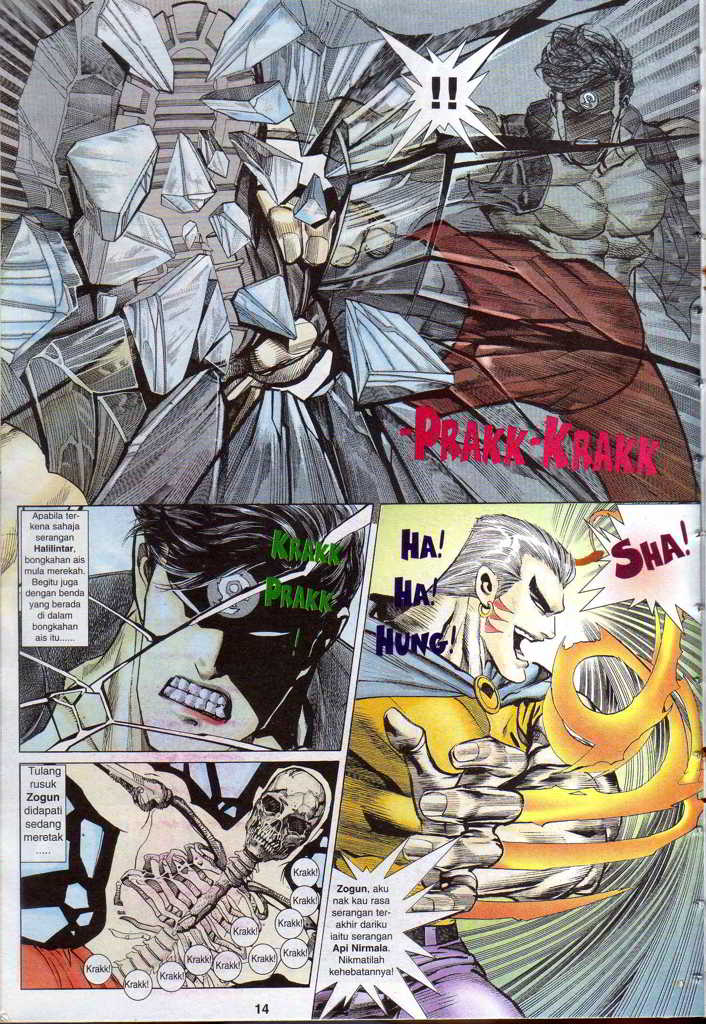 !!
-PRAKK-KRAKK
Apabila ter-
kena sahaja
serangan
Halilintar,
bongkahan ais
mula merekah.
Begitu juga
dengan benda
yang berada
di dalam
bongkahan
ais itu......
KRAKK
PRAKK
!
HA!
HA!
HUNG!
SHA!
Tulang
rusuk
Zogun
didapati
sedang
meretak
.....
Krakk!
Krakk!
Krakk!
Krakk!
Krakk!
Krakk!
Krakk!
Krakk!
Krakk!
Krakk!
Krakk!
Zogun, aku
nak kau rasa
serangan ter-
akhir dariku
iaitu serangan
Api Nirmala.
Nikmatilah
kehebatannya!
14